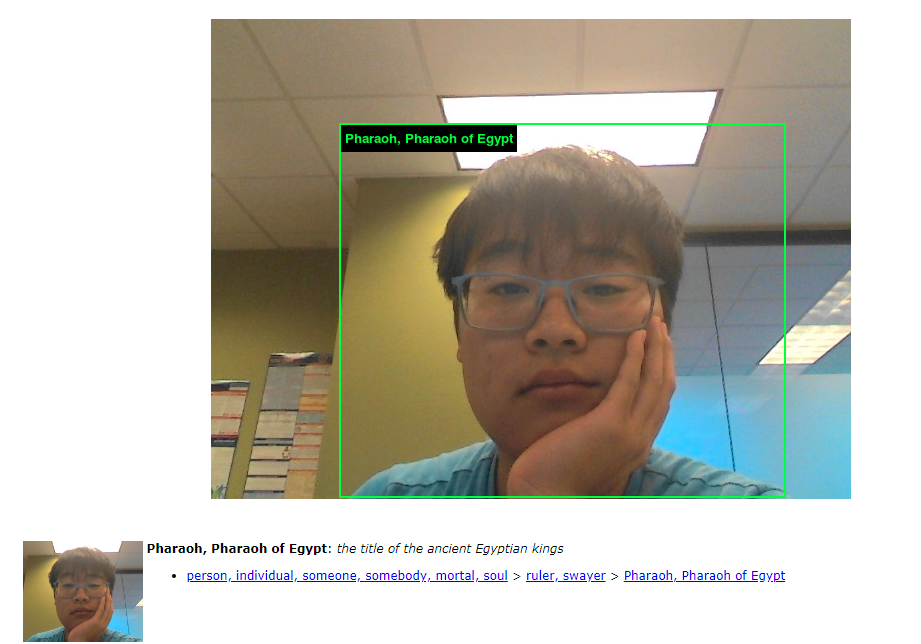 Pharaoh, Pharaoh of Egypt
Pharaoh, Pharaoh of Egypt: the title of the ancient Egyptian kings
person, individual, someone, somebody, mortal, soul > ruler, swayer > Pharaoh, Pharaoh of Egypt